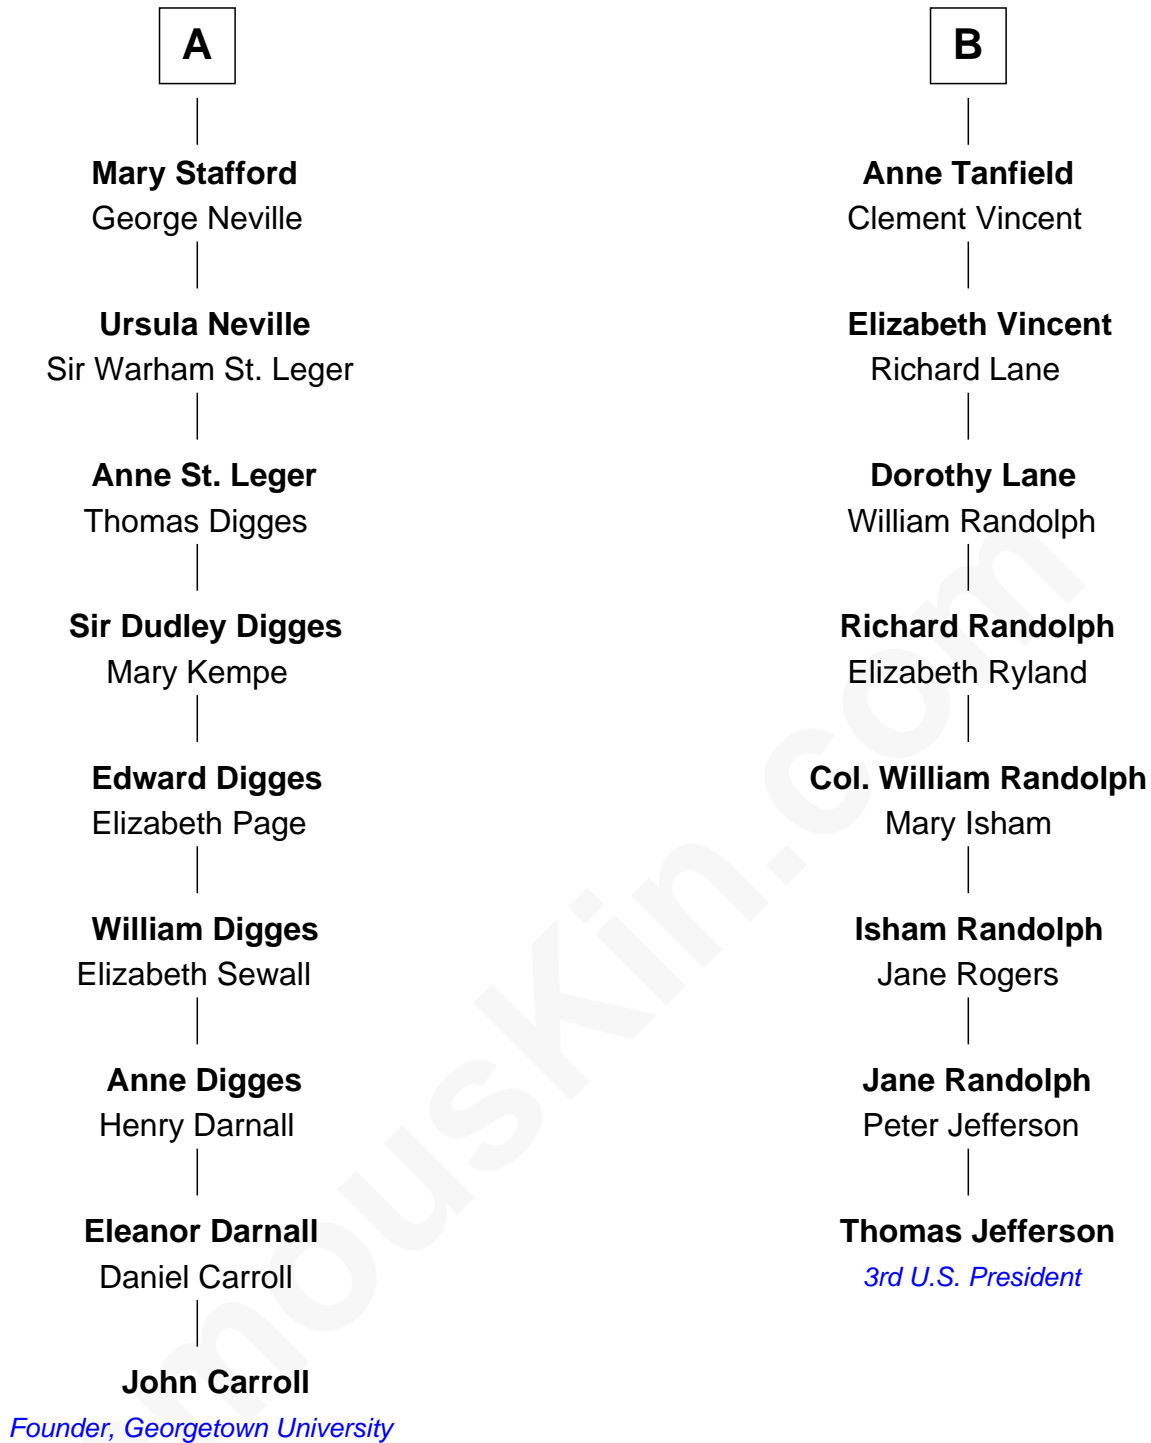 A
Mary Stafford
George Neville
Ursula Neville
Sir Warham St. Leger
Anne St. Leger
Thomas Digges
Sir Dudley Digges
Mary Kempe
Edward Digges
Elizabeth Page
William Digges
Elizabeth Sewall
Anne Digges
Henry Darnall
Eleanor Darnall
Daniel Carroll
John Carroll
Founder, Georgetown University
B
Anne Tanfield
Clement Vincent
Elizabeth Vincent
Richard Lane
Dorothy Lane
William Randolph
Richard Randolph
Elizabeth Ryland
Col. William Randolph
Mary Isham
Isham Randolph
Jane Rogers
Jane Randolph
Peter Jefferson
Thomas Jefferson
3rd U.S. President
mouskin.com